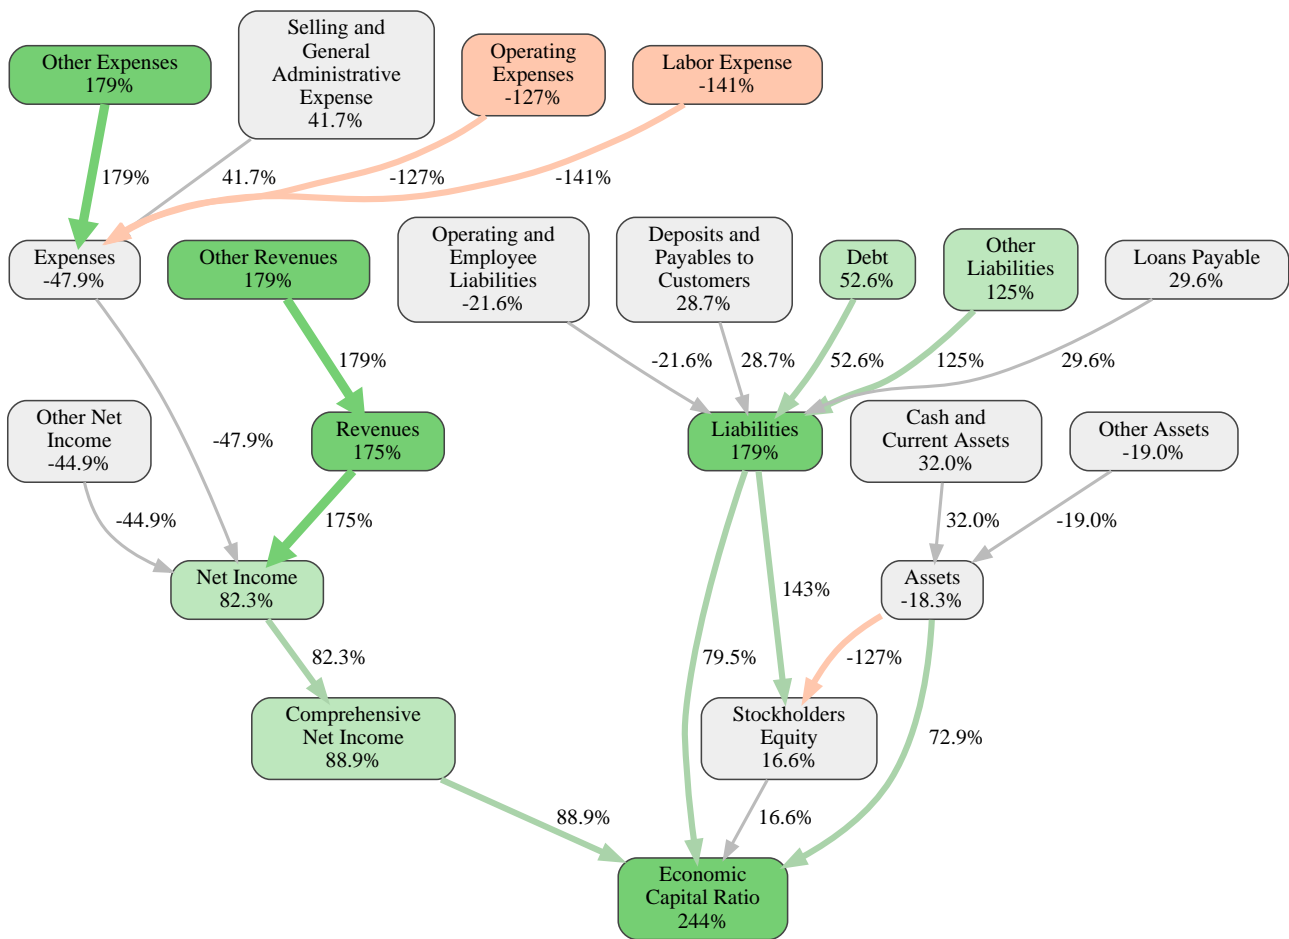 Other Expenses
179%
Selling and
General
Administrative
Expense
41.7%
Operating
Expenses
-127%
Labor Expense
-141%
179%
41.7%
-127%
-141%
Expenses
-47.9%
Other Revenues
179%
Operating and
Employee
Liabilities
-21.6%
Deposits and
Payables to
Customers
28.7%
Debt
52.6%
Other
Liabilities
125%
Loans Payable
29.6%
179%
-21.6%
28.7%
52.6%
125%
29.6%
Other Net
Income
-44.9%
-47.9%
Revenues
175%
Liabilities
179%
Cash and
Current Assets
32.0%
Other Assets
-19.0%
-44.9%
175%
32.0%
-19.0%
Net Income
82.3%
143%
Assets
-18.3%
82.3%
79.5%
-127%
Comprehensive
Net Income
88.9%
Stockholders
Equity
16.6%
72.9%
88.9%
16.6%
Economic
Capital Ratio
244%